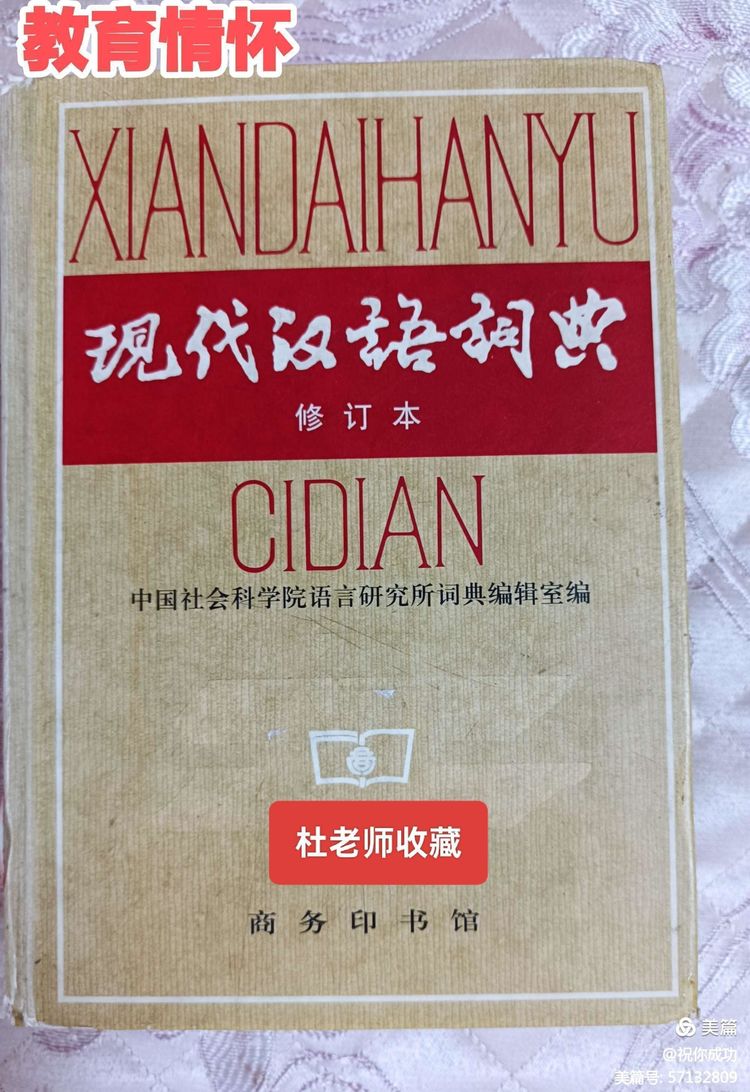 教育情怀
XIANDAIHANYU
现代汉语词典
修订本
CIDIAN
中国社会科学院语言研究所词典编辑室编
杜老师收藏
商务印书馆
美篇
@祝你成功
美篇号: 57132809